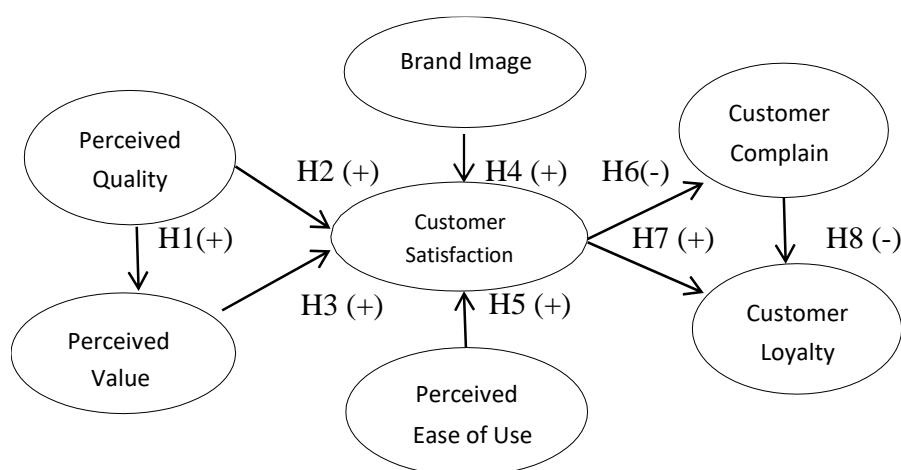 Brand Image
Customer
Complain
Perceived
Quality
H2 (+)
H4 (+)
H6(-)
Customer
Satisfaction
H1(+)
H7 (+)
H8 (-)
H3 (+)
H5 (+)
Perceived
Value
Customer
Loyalty
Perceived
Ease of Use